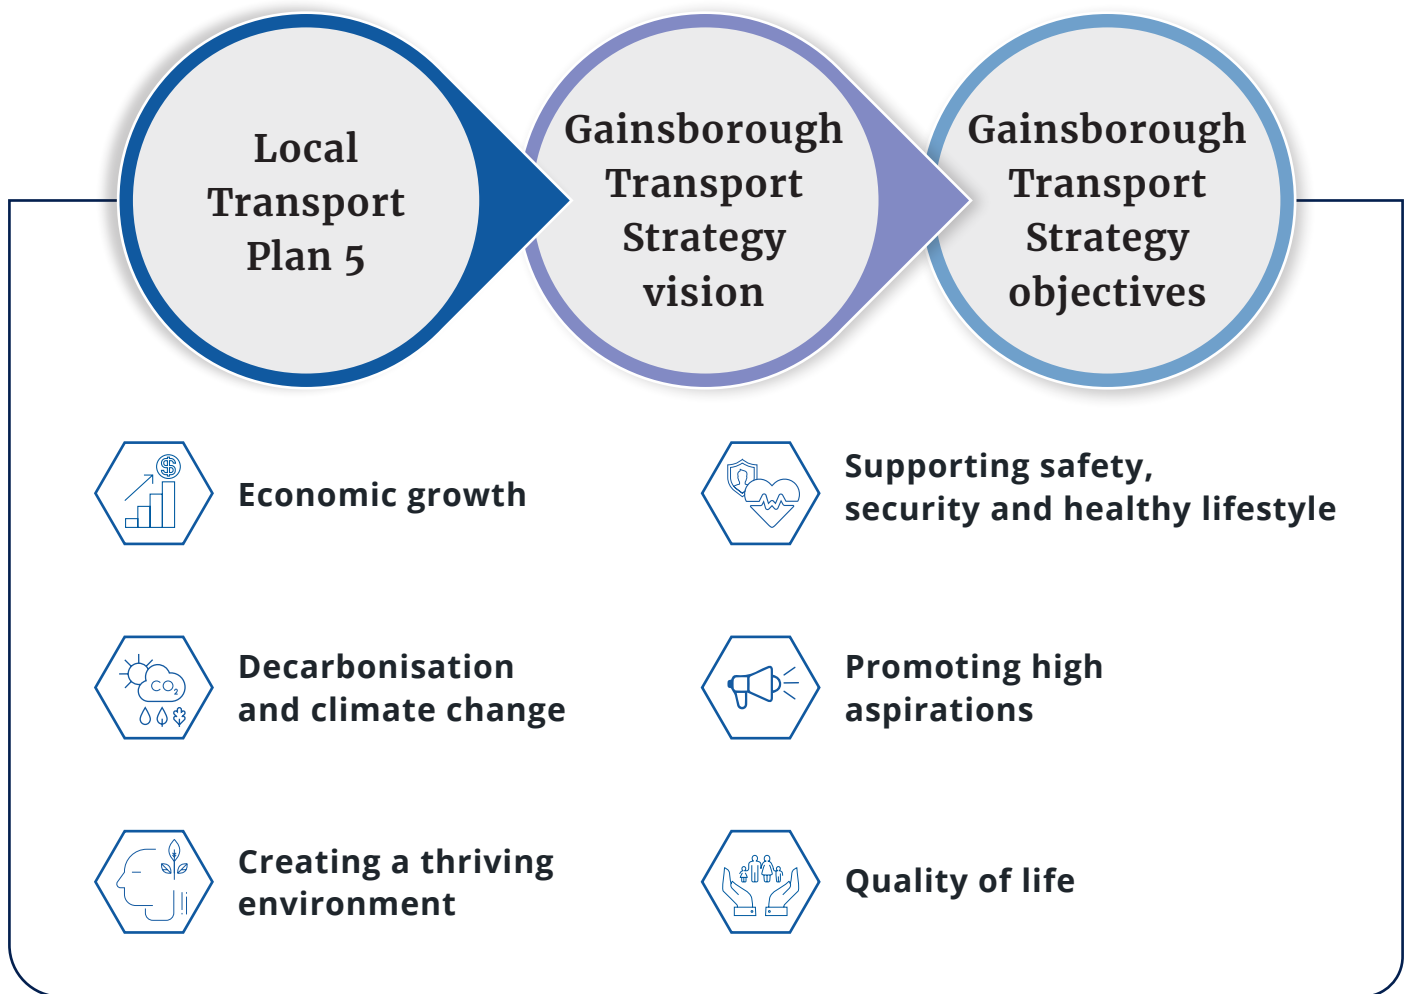 Local
Transport
Plan 5
Gainsborough
Transport
Strategy
vision
Gainsborough
Transport
Strategy
objectives
$
Economic growth
Supporting safety,
security and healthy lifestyle
CO₂
Decarbonisation
and climate change
Promoting high
aspirations
Creating a thriving
environment
Quality of life